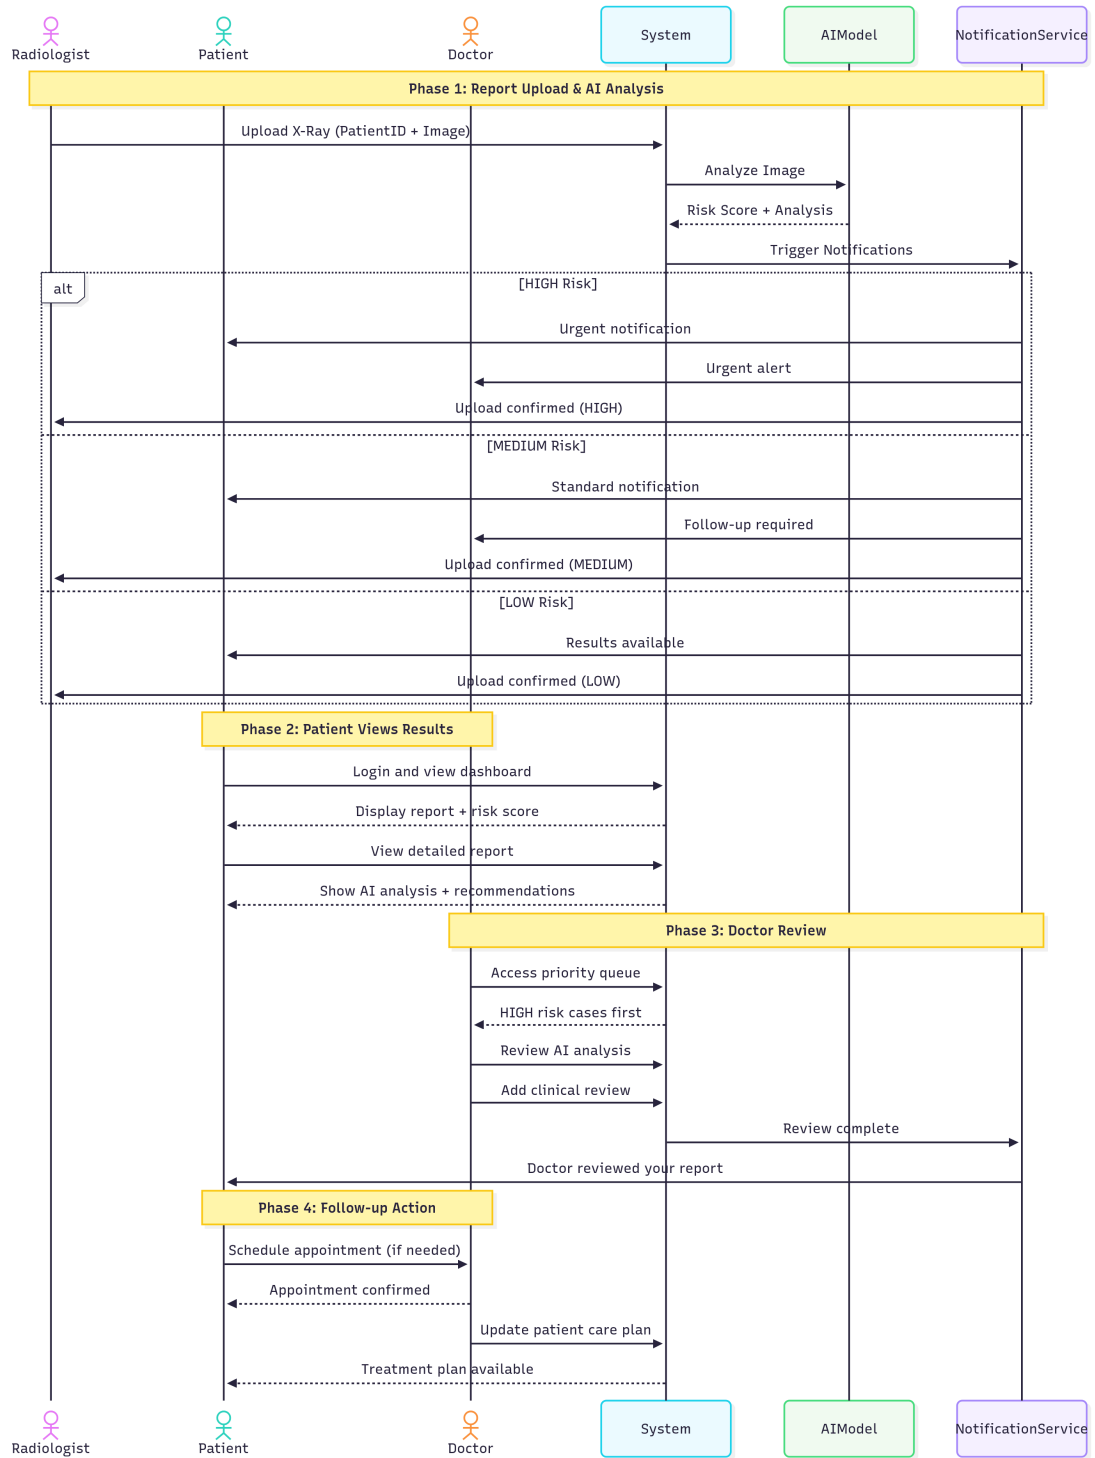 Radiologist
Patient
Doctor
System
AIModel
NotificationService
Phase 1: Report Upload & AI Analysis
Upload X-Ray (PatientID + Image)
Analyze Image
Risk Score + Analysis
Trigger Notifications
alt
[HIGH Risk]
Urgent notification
Urgent alert
Upload confirmed (HIGH)
[MEDIUM Risk]
Standard notification
Follow-up required
Upload confirmed (MEDIUM)
[LOW Risk]
Results available
Upload confirmed (LOW)
Phase 2: Patient Views Results
Login and view dashboard
Display report + risk score
View detailed report
Show AI analysis + recommendations
Phase 3: Doctor Review
Access priority queue
HIGH risk cases first
Review AI analysis
Add clinical review
Review complete
Doctor reviewed your report
Phase 4: Follow-up Action
Schedule appointment (if needed)
Appointment confirmed
Update patient care plan
Treatment plan available
Radiologist
Patient
Doctor
System
AIModel
NotificationService